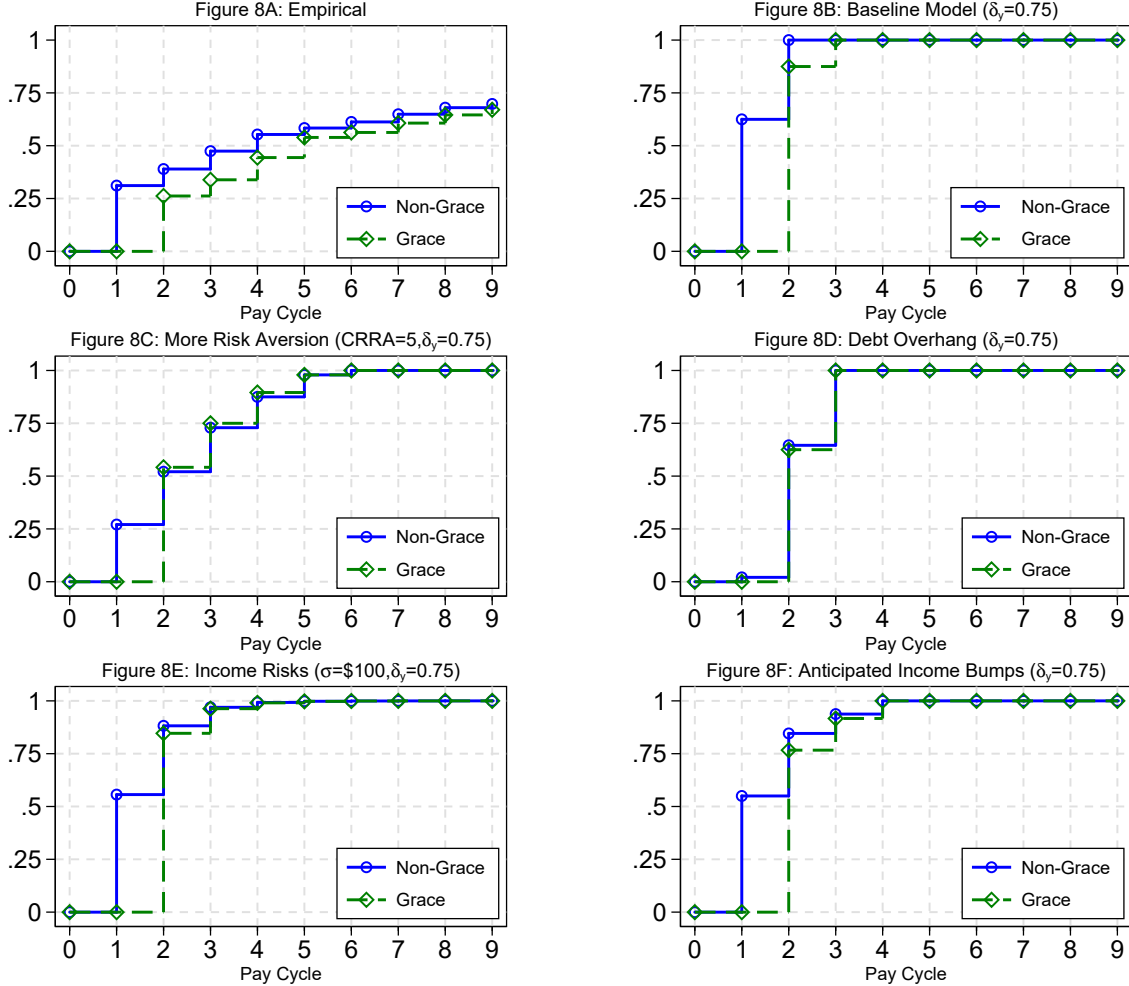 Figure 8A: Empirical
1
.75
.5
.25
0
Non-Grace
Grace
0 1 2 3 4 5 6 7 8 9
Pay Cycle
Figure 8B: Baseline Model (δy=0.75)
1
.75
.5
.25
0
Non-Grace
Grace
0 1 2 3 4 5 6 7 8 9
Pay Cycle
Figure 8C: More Risk Aversion (CRRA=5,δy=0.75)
1
.75
.5
.25
0
Non-Grace
Grace
0 1 2 3 4 5 6 7 8 9
Pay Cycle
Figure 8D: Debt Overhang (δy=0.75)
1
.75
.5
.25
0
Non-Grace
Grace
0 1 2 3 4 5 6 7 8 9
Pay Cycle
Figure 8E: Income Risks (σ=$100,δy=0.75)
1
.75
.5
.25
0
Non-Grace
Grace
0 1 2 3 4 5 6 7 8 9
Pay Cycle
Figure 8F: Anticipated Income Bumps (δy=0.75)
1
.75
.5
.25
0
Non-Grace
Grace
0 1 2 3 4 5 6 7 8 9
Pay Cycle